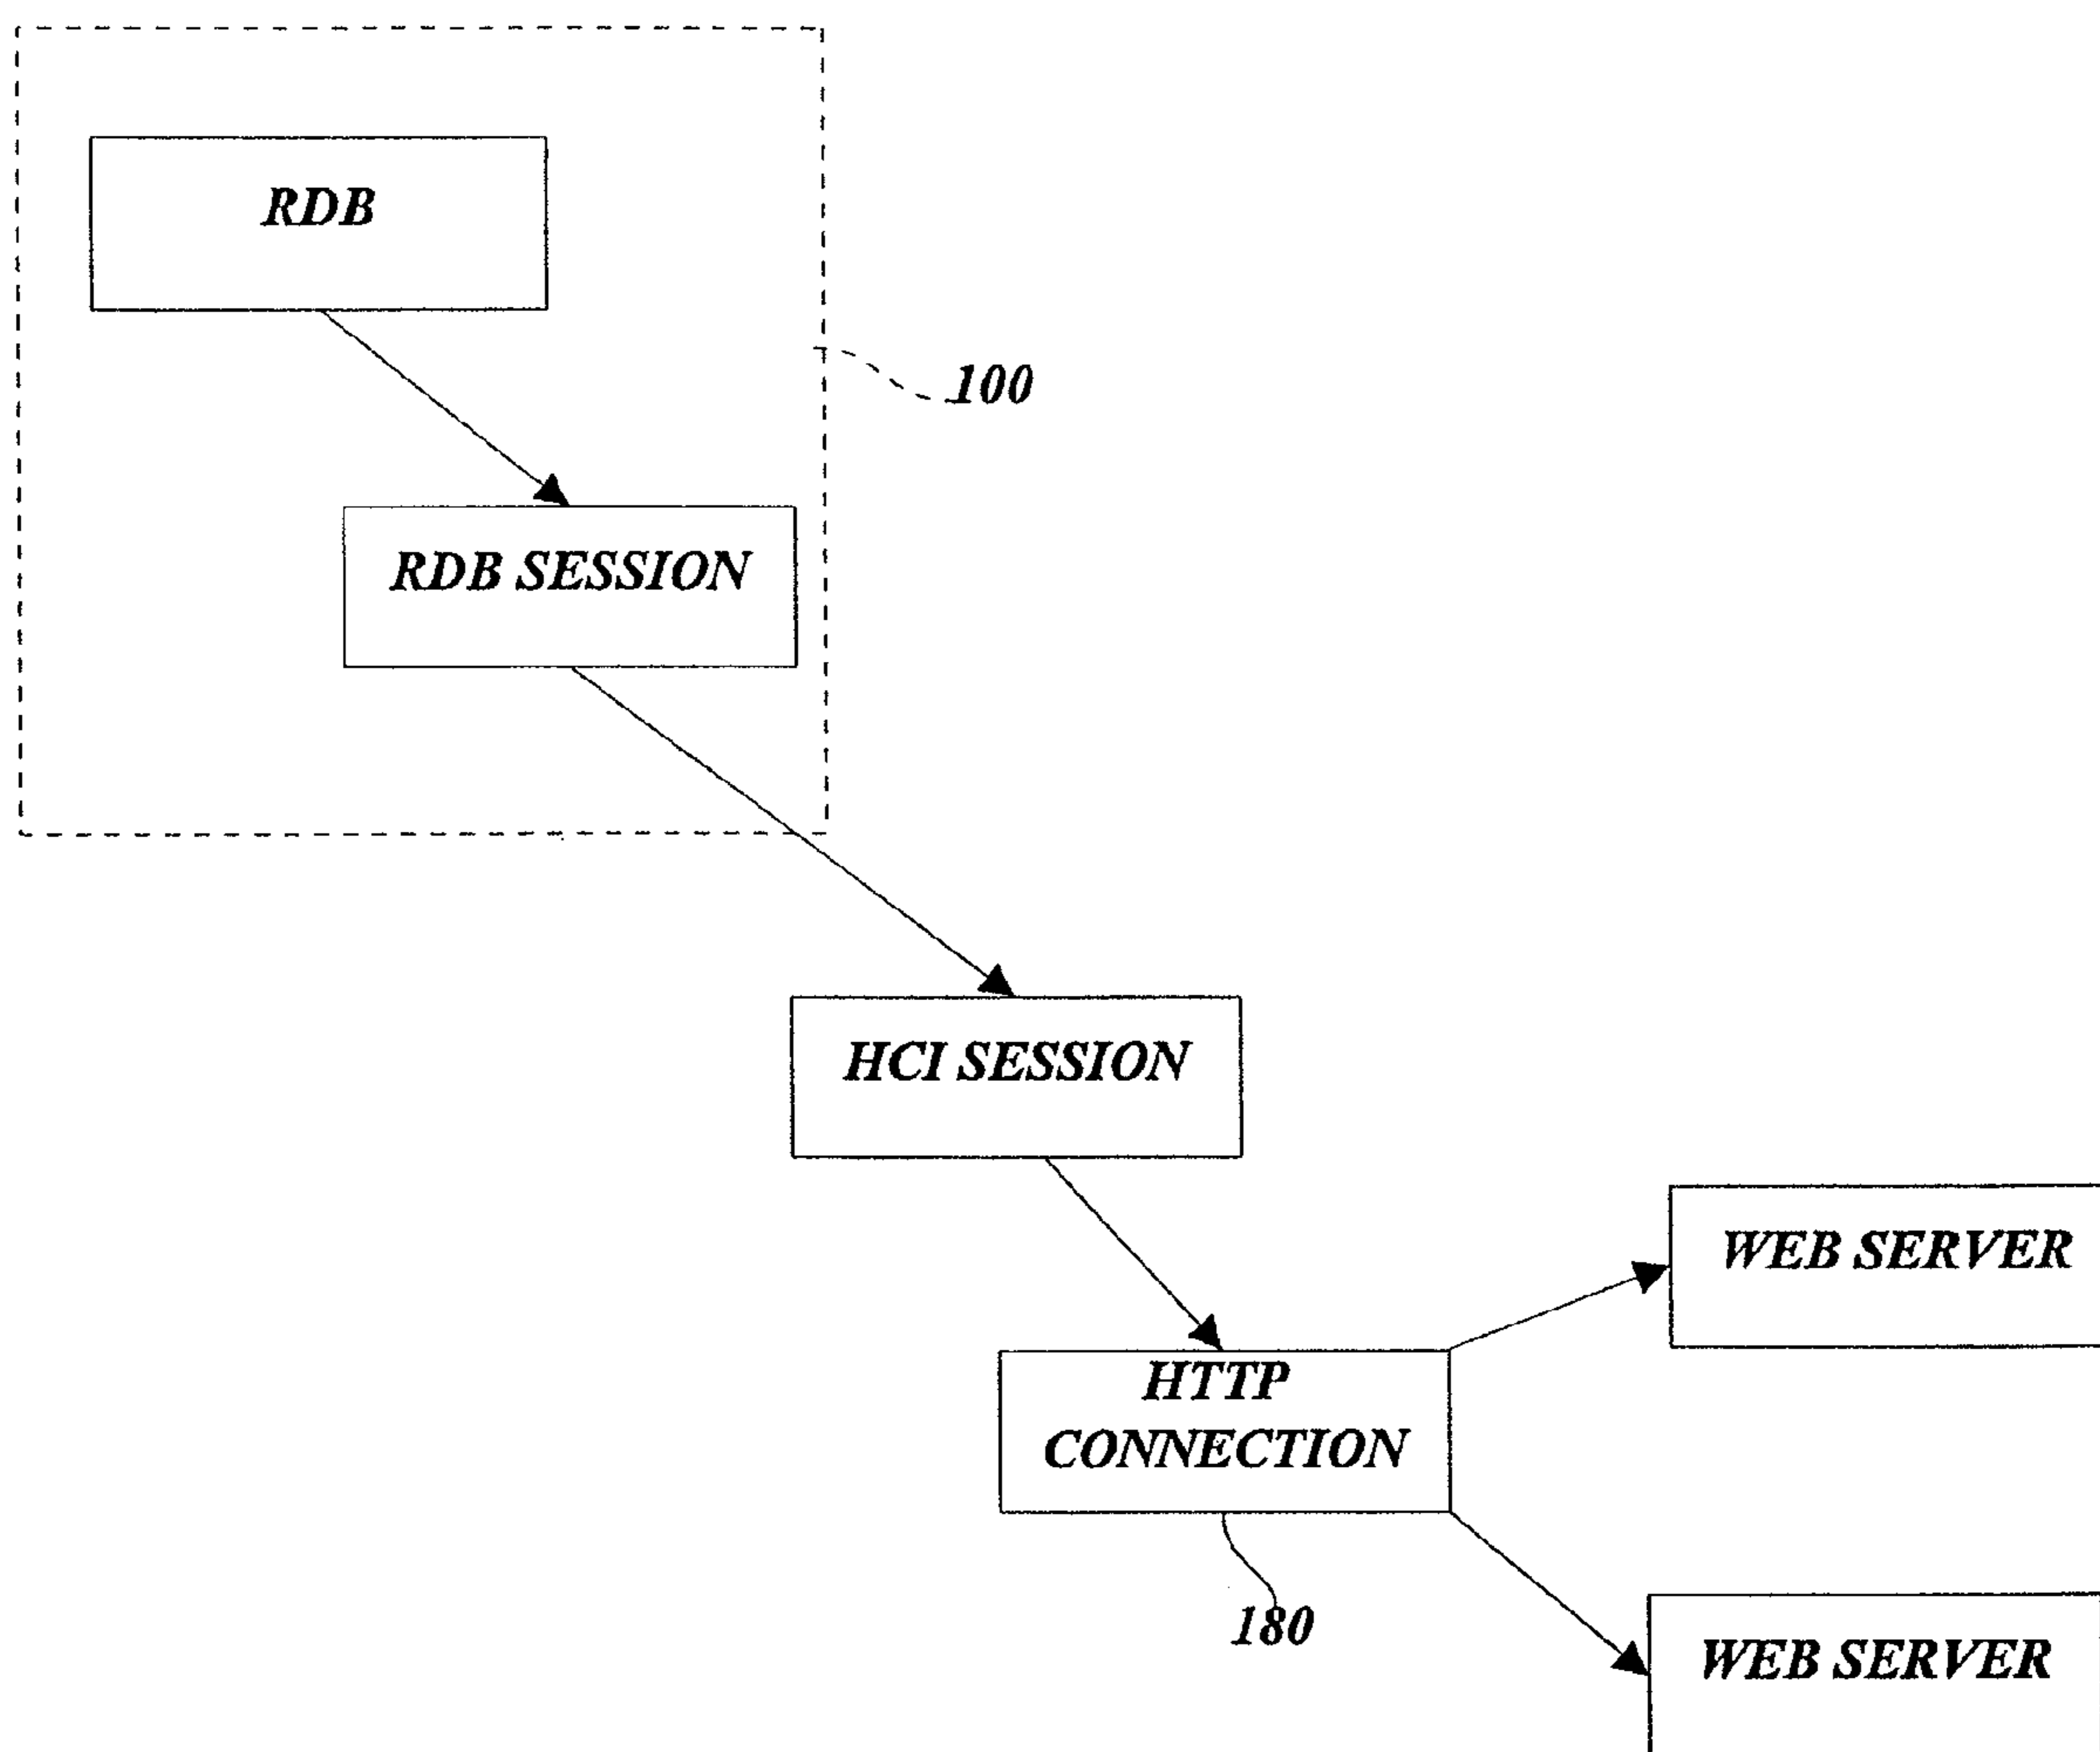 RDB
100
RDB SESSION
HCI SESSION
WEB SERVER
HTTP
CONNECTION
180
WEB SERVER